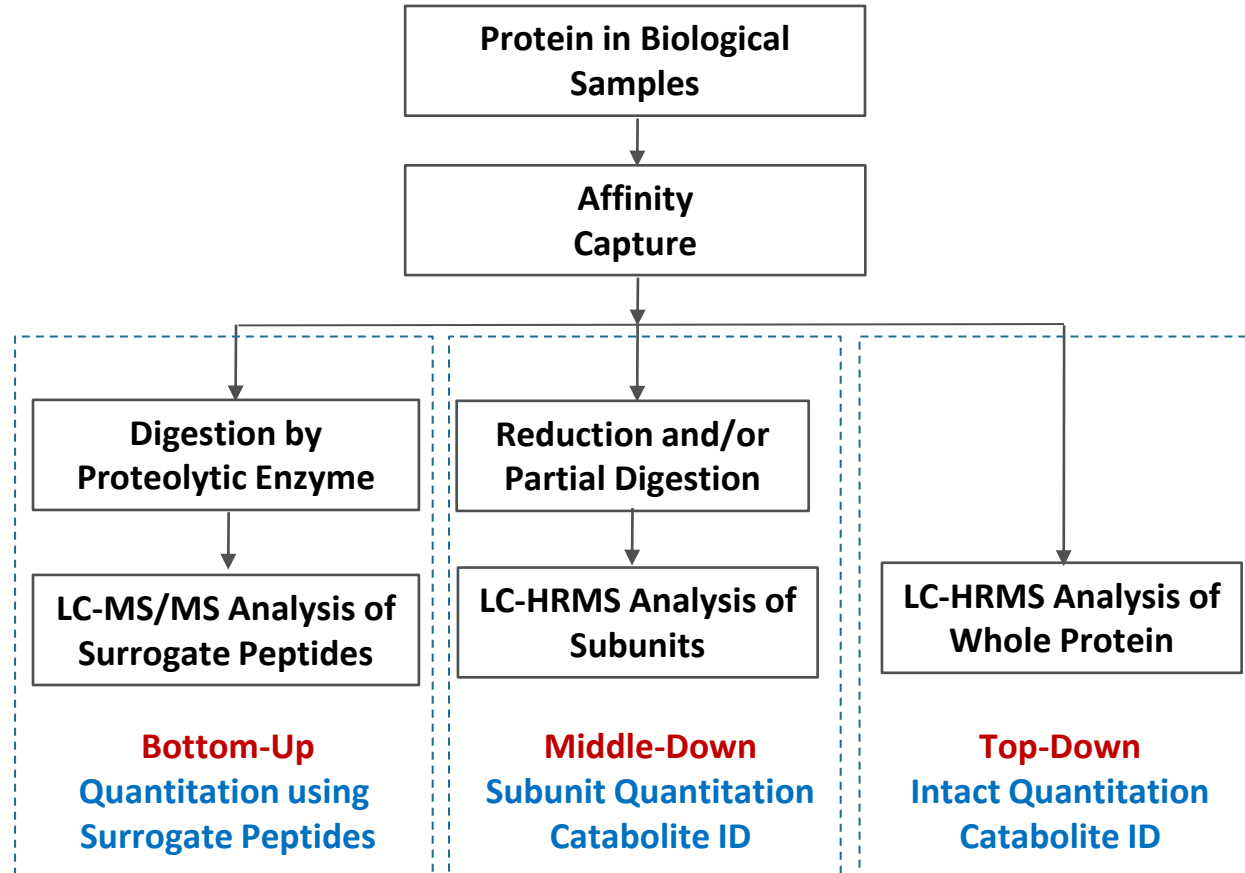 Protein in Biological
Samples
Affinity
Capture
Digestion by
Proteolytic Enzyme
LC-MS/MS Analysis of
Surrogate Peptides
Bottom-Up
Quantitation using
Surrogate Peptides
Reduction and/or
Partial Digestion
LC-HRMS Analysis of
Subunits
Middle-Down
Subunit Quantitation
Catabolite ID
LC-HRMS Analysis of
Whole Protein
Top-Down
Intact Quantitation
Catabolite ID